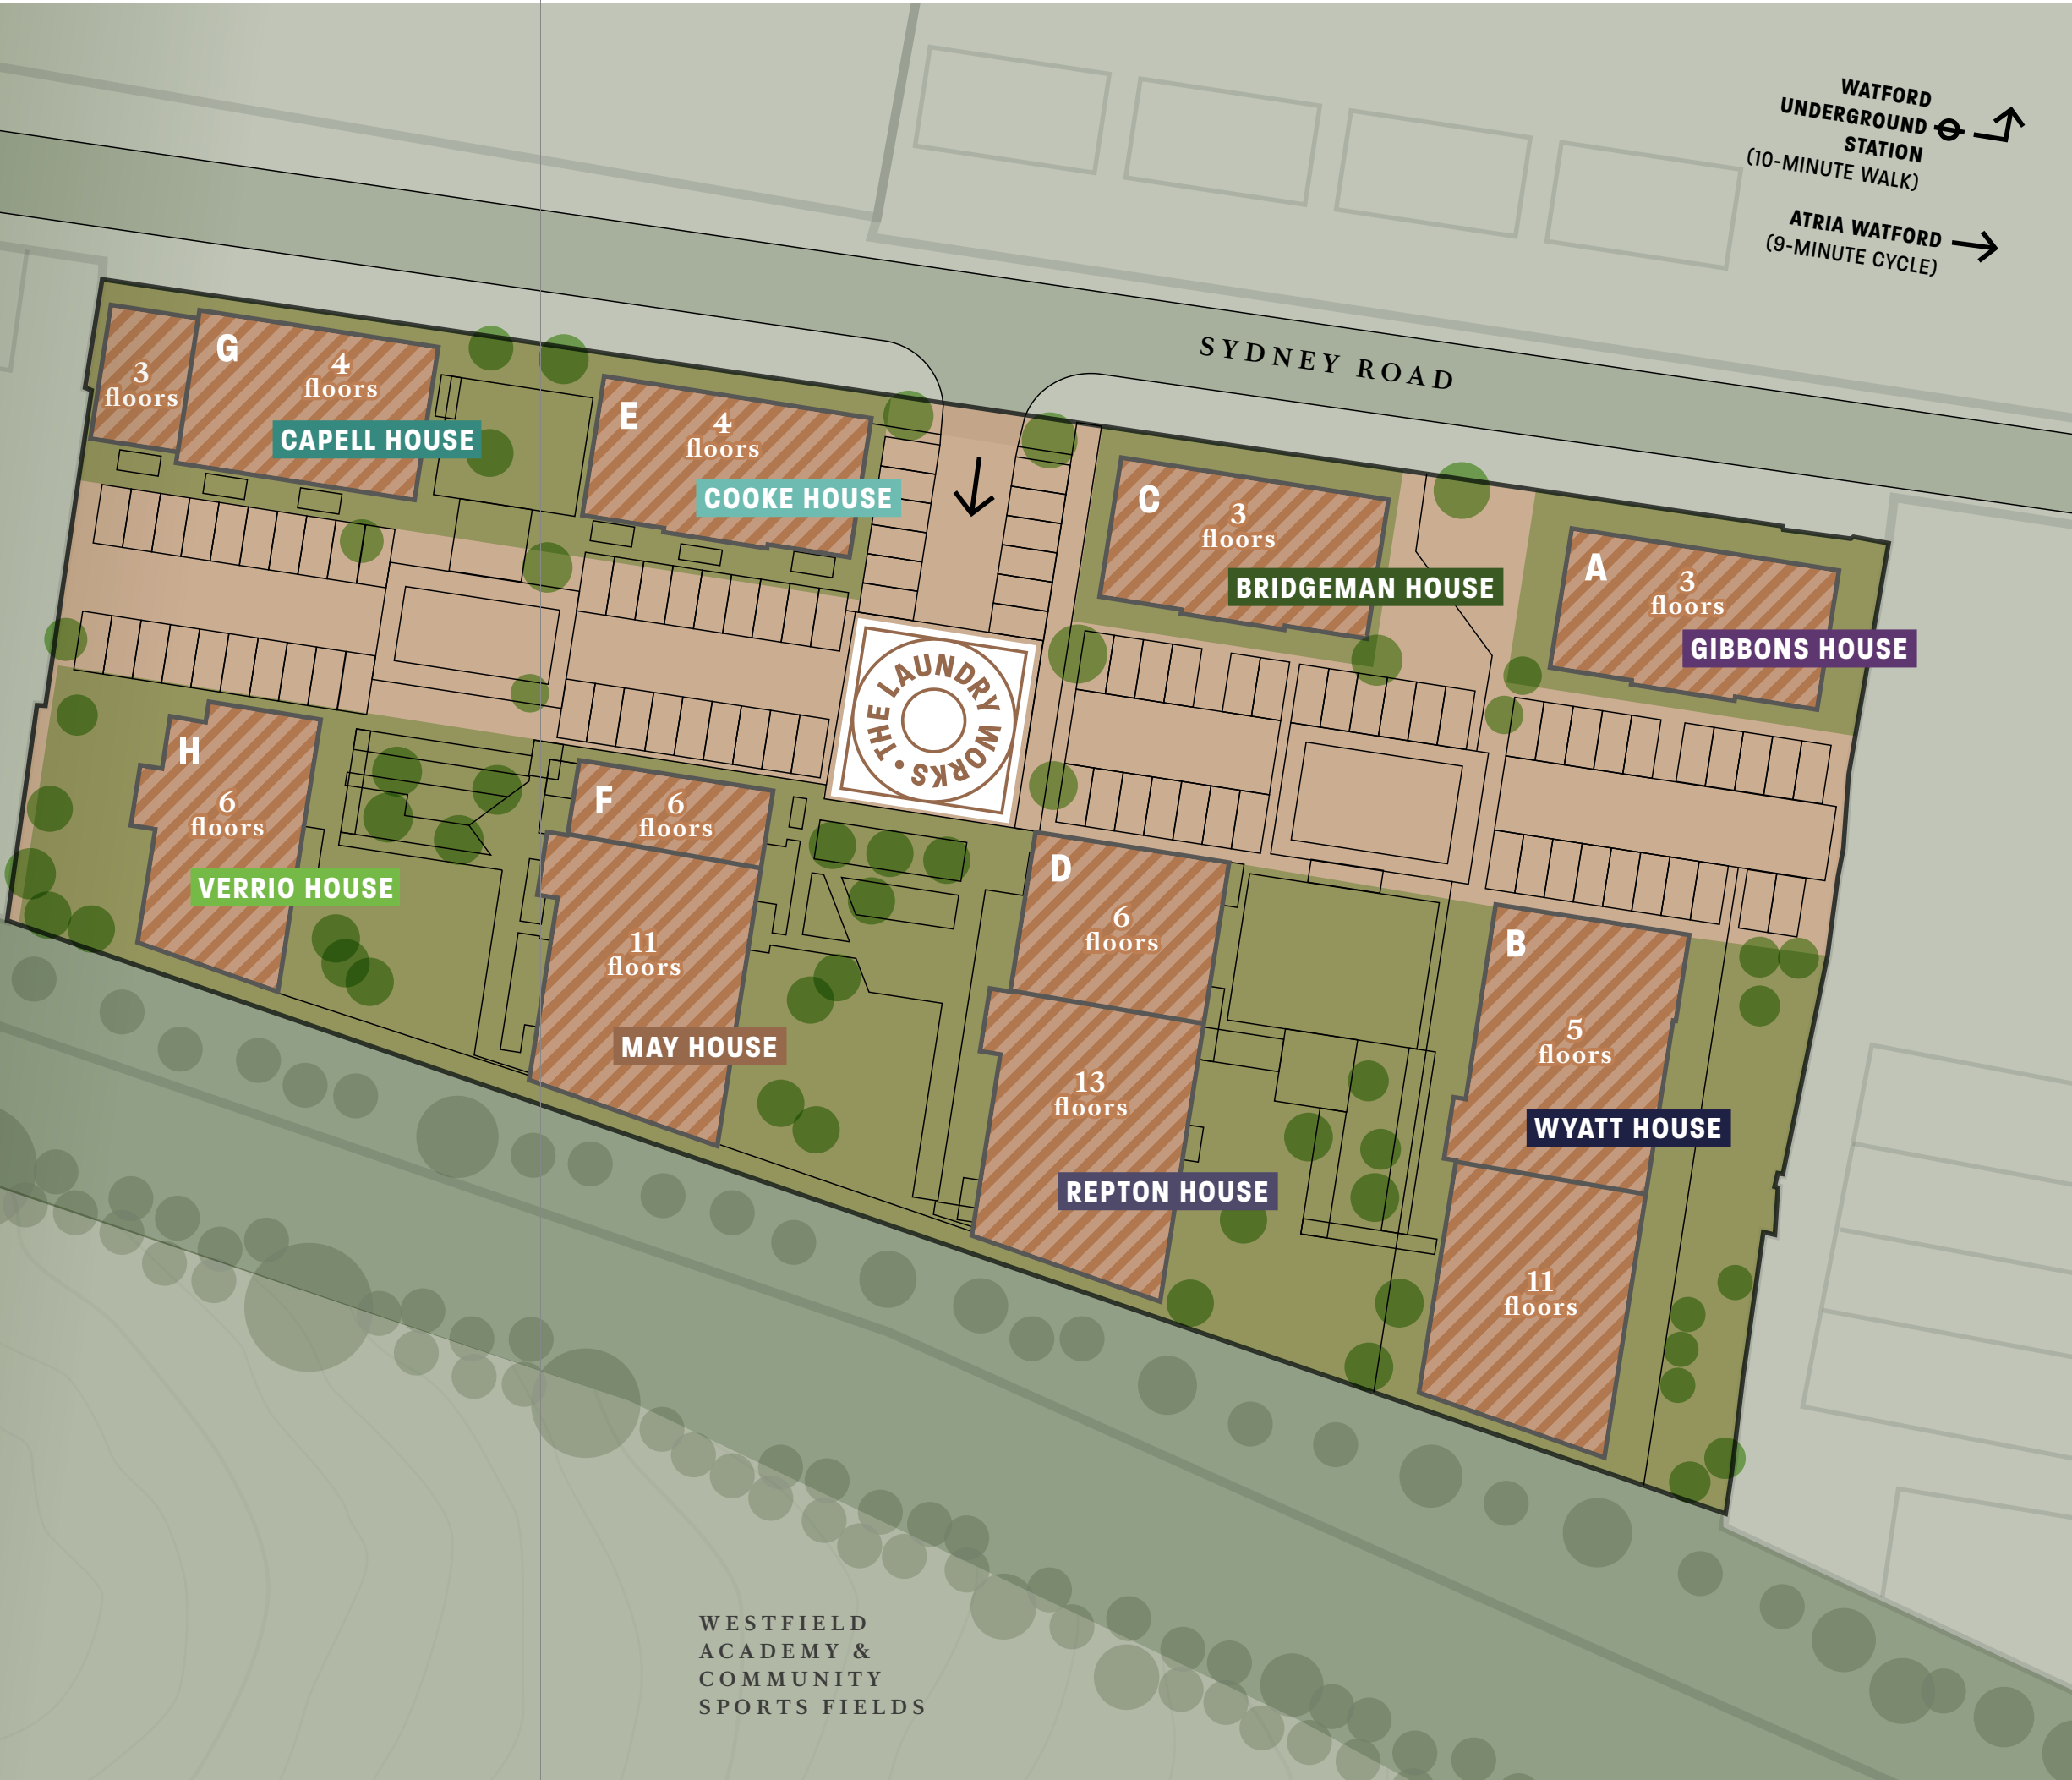 WATFORD
UNDERGROUND
STATION
(10-MINUTE WALK)
ATRIA WATFORD
(9-MINUTE CYCLE)
SYDNEY ROAD
G
3
floors
4
floors
CAPELL HOUSE
E
4
floors
COOKE HOUSE
C
3
floors
BRIDGEMAN HOUSE
A
3
floors
GIBBONS HOUSE
THE LAUNDRY WORKS •
H
6
floors
VERRIO HOUSE
F
6
floors
11
floors
MAY HOUSE
D
6
floors
13
floors
REPTON HOUSE
B
5
floors
WYATT HOUSE
11
floors
WESTFIELD
ACADEMY &
COMMUNITY
SPORTS FIELDS